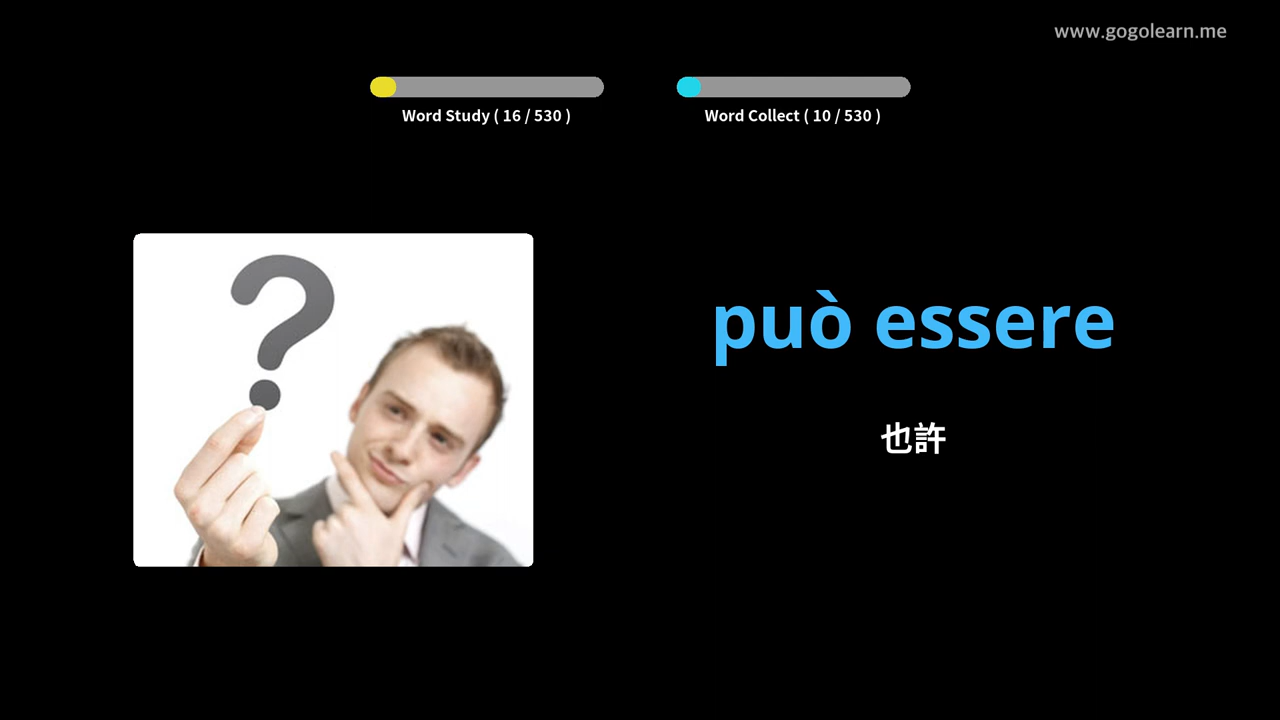 www.gogolearn.me
Word Study ( 16 / 530 )
Word Collect ( 10 / 530 )
può essere
也許